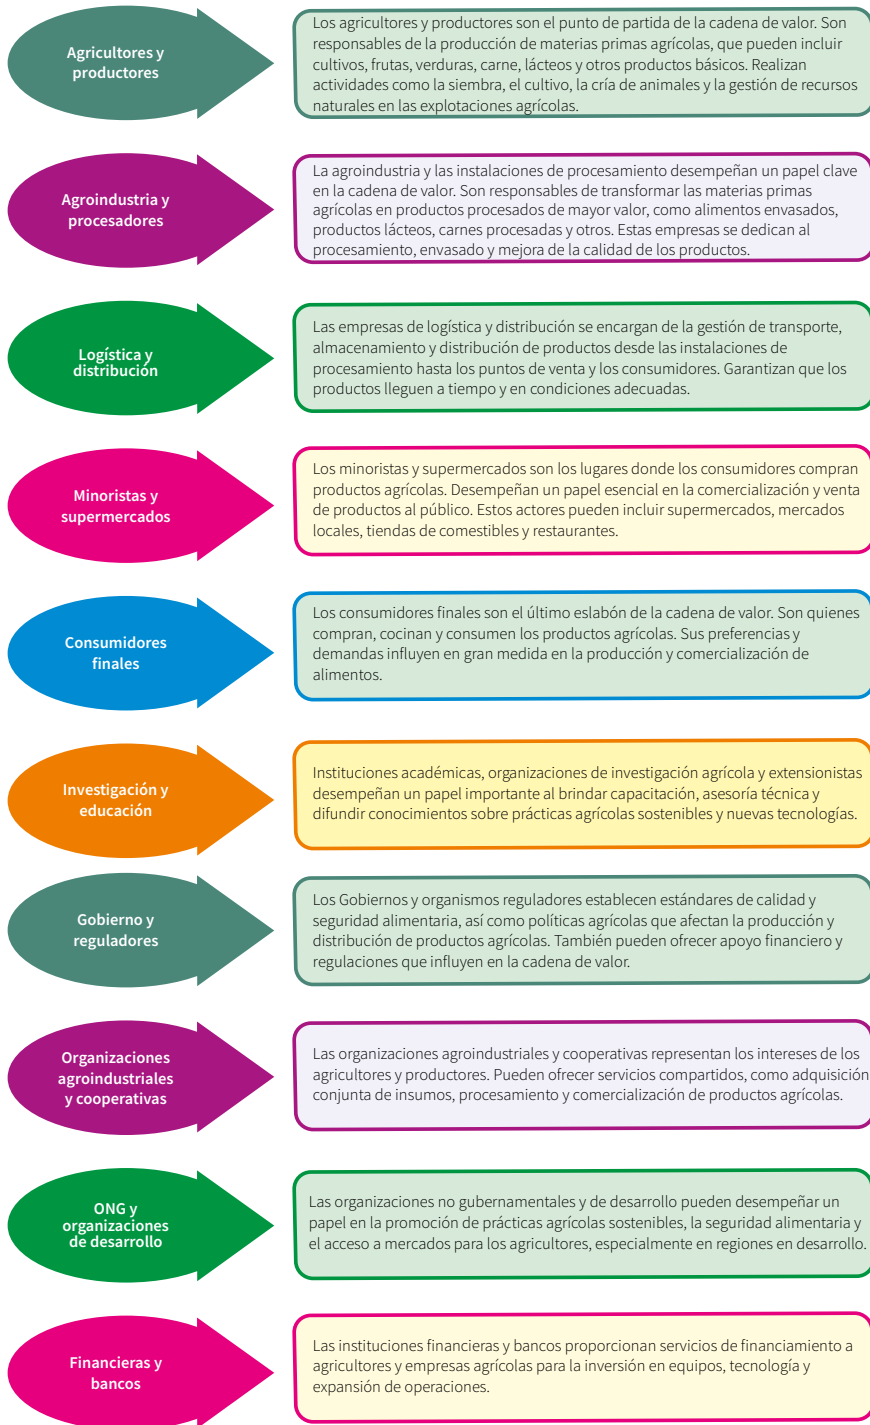 Agricultores y
productores
Los agricultores y productores son el punto de partida de la cadena de valor. Son
responsables de la producción de materias primas agrícolas, que pueden incluir
cultivos, frutas, verduras, carne, lácteos y otros productos básicos. Realizan
actividades como la siembra, el cultivo, la cría de animales y la gestión de recursos
naturales en las explotaciones agrícolas.
Agroindustria y
procesadores
La agroindustria y las instalaciones de procesamiento desempeñan un papel clave
en la cadena de valor. Son responsables de transformar las materias primas
agrícolas en productos procesados de mayor valor, como alimentos envasados,
productos lácteos, carnes procesadas y otros. Estas empresas se dedican al
procesamiento, envasado y mejora de la calidad de los productos.
Logística y
distribución
Las empresas de logística y distribución se encargan de la gestión de transporte,
almacenamiento y distribución de productos desde las instalaciones de
procesamiento hasta los puntos de venta y los consumidores. Garantizan que los
productos lleguen a tiempo y en condiciones adecuadas.
Minoristas y
supermercados
Los minoristas y supermercados son los lugares donde los consumidores compran
productos agrícolas. Desempeñan un papel esencial en la comercialización y venta
de productos al público. Estos actores pueden incluir supermercados, mercados
locales, tiendas de comestibles y restaurantes.
Consumidores
finales
Los consumidores finales son el último eslabón de la cadena de valor. Son quienes
compran, cocinan y consumen los productos agrícolas. Sus preferencias y
demandas influyen en gran medida en la producción y comercialización de
alimentos.
Investigación y
educación
Instituciones académicas, organizaciones de investigación agrícola y extensionistas
desempeñan un papel importante al brindar capacitación, asesoría técnica y
difundir conocimientos sobre prácticas agrícolas sostenibles y nuevas tecnologías.
Gobierno y
reguladores
Los Gobiernos y organismos reguladores establecen estándares de calidad y
seguridad alimentaria, así como políticas agrícolas que afectan la producción y
distribución de productos agrícolas. También pueden ofrecer apoyo financiero y
regulaciones que influyen en la cadena de valor.
Organizaciones
agroindustriales
y cooperativas
Las organizaciones agroindustriales y cooperativas representan los intereses de los
agricultores y productores. Pueden ofrecer servicios compartidos, como adquisición
conjunta de insumos, procesamiento y comercialización de productos agrícolas.
ONG y
organizaciones
de desarrollo
Las organizaciones no gubernamentales y de desarrollo pueden desempeñar un
papel en la promoción de prácticas agrícolas sostenibles, la seguridad alimentaria y
el acceso a mercados para los agricultores, especialmente en regiones en desarrollo.
Financieras y
bancos
Las instituciones financieras y bancos proporcionan servicios de financiamiento a
agricultores y empresas agrícolas para la inversión en equipos, tecnología y
expansión de operaciones.